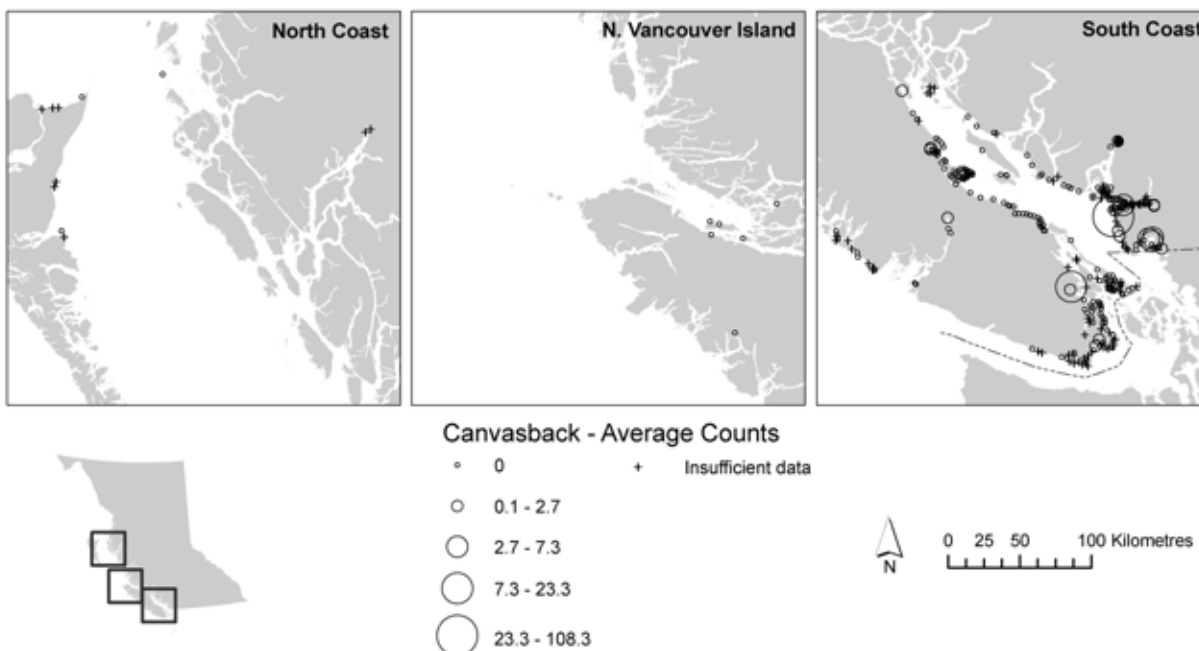 North Coast
N. Vancouver Island
South Coast
Canvasback - Average Counts
0
Insufficient data
0.1 - 2.7
2.7 - 7.3
7.3 - 23.3
23.3 - 108.3
N
0 25 50 100 Kilometres